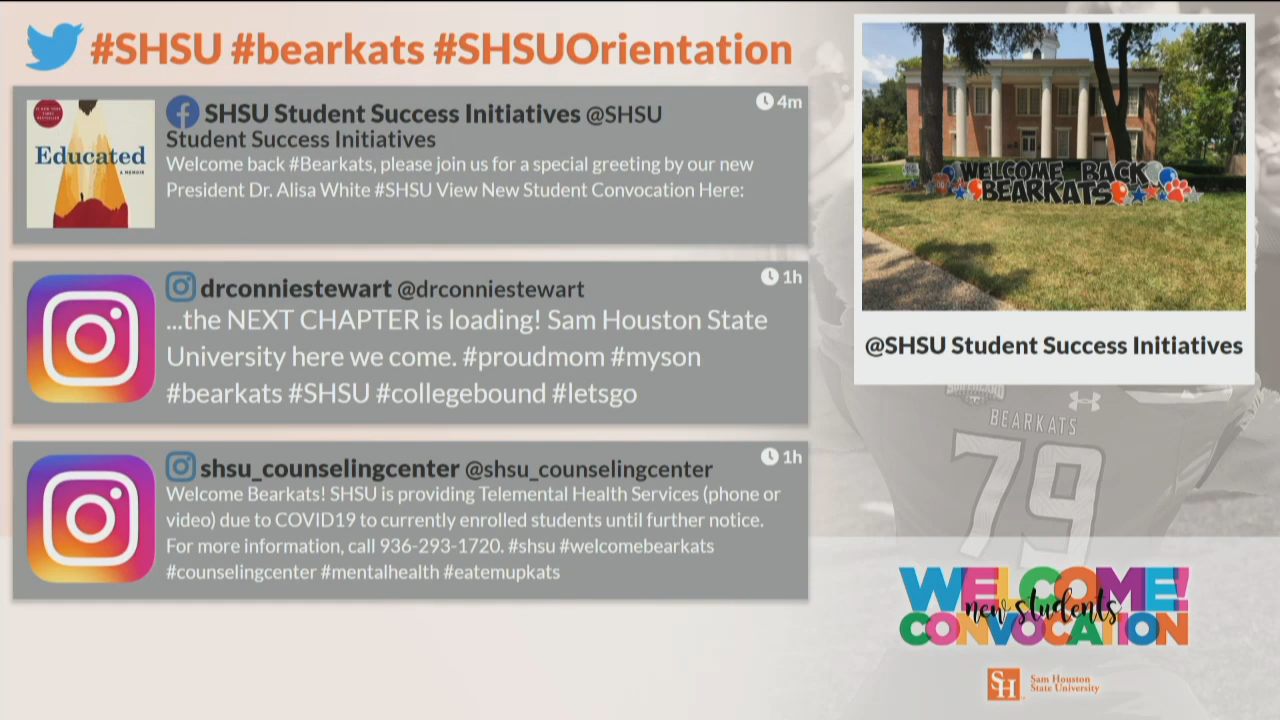 #SHSU #bearkats #SHSUOrientation
Educated
A MEMOIR
SHSU Student Success Initiatives @SHSU
Student Success Initiatives
4m
Welcome back #Bearkats, please join us for a special greeting by our new
President Dr. Alisa White #SHSU View New Student Convocation Here:
drconniestewart @drconniestewart
1h
...the NEXT CHAPTER is loading! Sam Houston State
University here we come. #proudmom #myson
#bearkats #SHSU #collegebound #letsgo
shsu_counselingcenter @shsu_counselingcenter
1h
Welcome Bearkats! SHSU is providing Telemental Health Services (phone or
video) due to COVID19 to currently enrolled students until further notice.
For more information, call 936-293-1720. #shsu #welcomebearkats
#counselingcenter #mentalhealth #eatemupkats
WELCOME BACK
BEARKATS
@SHSU Student Success Initiatives
BEARKATS
79
WELCOME!
new students
CONVOCATION
SH
Sam Houston
State University